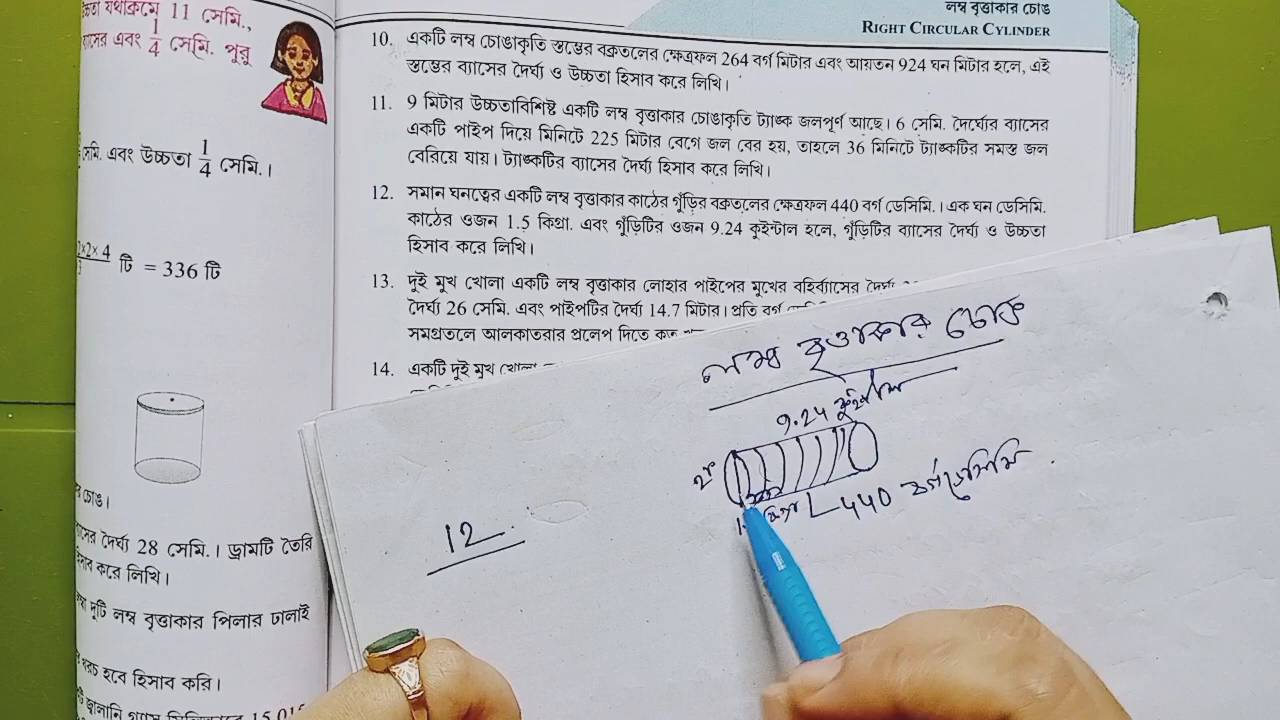 উচ্চতা যথাক্রমে 11 সেমি.,
ব্যাসের এবং 1/4 সেমি. পুরু
সেমি. এবং উচ্চতা 1/4 সেমি.।
টি = 336 টি
চোঙ।
দৈর্ঘ্য 28 সেমি.। ড্রামটি তৈরি
হিসাব করে লিখি।
দুটি লম্ব বৃত্তাকার পিলার ঢালাই
খরচ হবে হিসাব করি।
জ্বালানি গ্যাস
লম্ব বৃত্তাকার চোঙ
RIGHT CIRCULAR CYLINDER
10. একটি লম্ব চোঙাকৃতি স্তম্ভের বক্রতলের ক্ষেত্রফল 264 বর্গ মিটার এবং আয়তন 924 ঘন মিটার হলে, এই
স্তম্ভের ব্যাসের দৈর্ঘ্য ও উচ্চতা হিসাব করে লিখি।
11. 9 মিটার উচ্চতাবিশিষ্ট একটি লম্ব বৃত্তাকার চোঙাকৃতি ট্যাঙ্ক জলপূর্ণ আছে। 6 সেমি. দৈর্ঘ্যের ব্যাসের
একটি পাইপ দিয়ে মিনিটে 225 মিটার বেগে জল বের হয়, তাহলে 36 মিনিটে ট্যাঙ্কটির সমস্ত জল
বেরিয়ে যায়। ট্যাঙ্কটির ব্যাসের দৈর্ঘ্য হিসাব করে লিখি।
12. সমান ঘনত্বের একটি লম্ব বৃত্তাকার কাঠের গুঁড়ির বক্রতলের ক্ষেত্রফল 440 বর্গ ডেসিমি.। এক ঘন ডেসিমি.
কাঠের ওজন 1.5 কিগ্রা. এবং গুঁড়িটির ওজন 9.24 কুইন্টাল হলে, গুঁড়িটির ব্যাসের দৈর্ঘ্য ও উচ্চতা
হিসাব করে লিখি।
13. দুই মুখ খোলা একটি লম্ব বৃত্তাকার লোহার পাইপের মুখের বহির্ব্যাসের দৈর্ঘ্য
দৈর্ঘ্য 26 সেমি. এবং পাইপটির দৈর্ঘ্য 14.7 মিটার। প্রতি বর্গ
সমগ্রতলে আলকাতরার প্রলেপ দিতে কত
14. একটি দুই মুখ খোলা
লম্ব বৃত্তাকার চোঙ
9.24 কুইন্টাল
440 বর্গ ডেসিমি
12